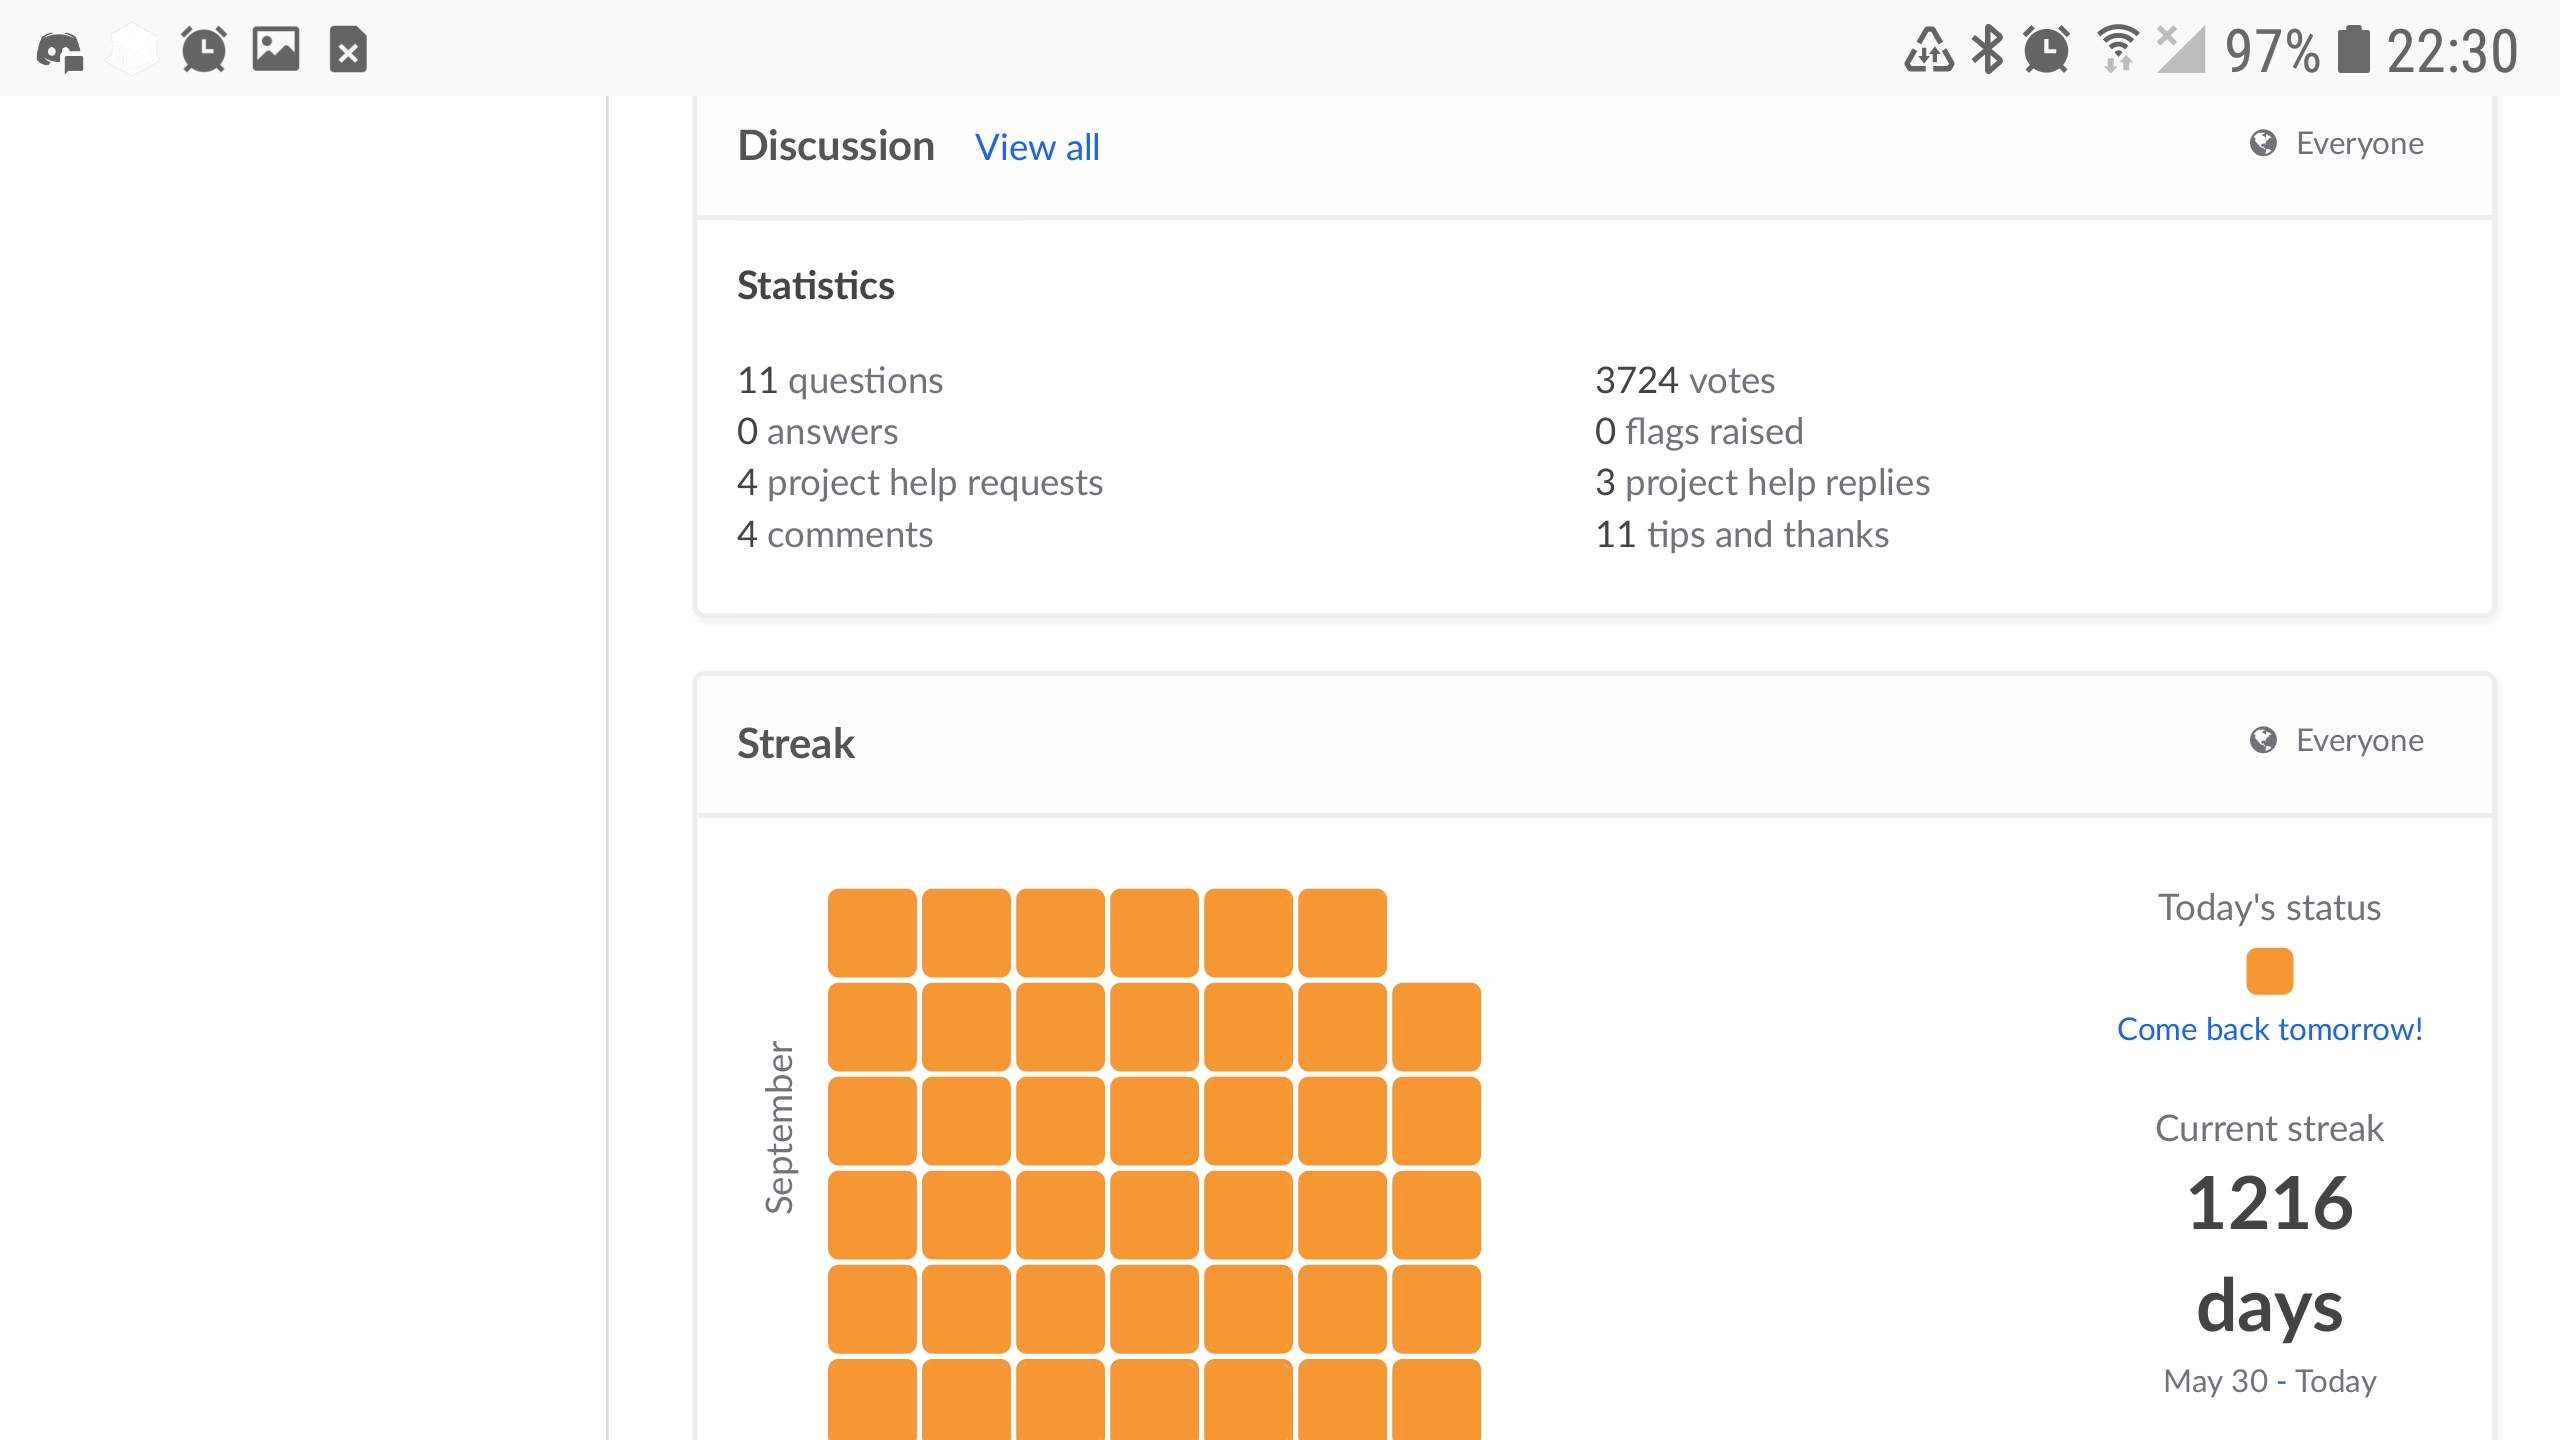 97% 22:30
Discussion View all Everyone
Statistics
11 questions
0 answers
4 project help requests
4 comments
3724 votes
0 flags raised
3 project help replies
11 tips and thanks
Streak Everyone
September
Today's status
Come back tomorrow!
Current streak
1216
days
May 30 - Today